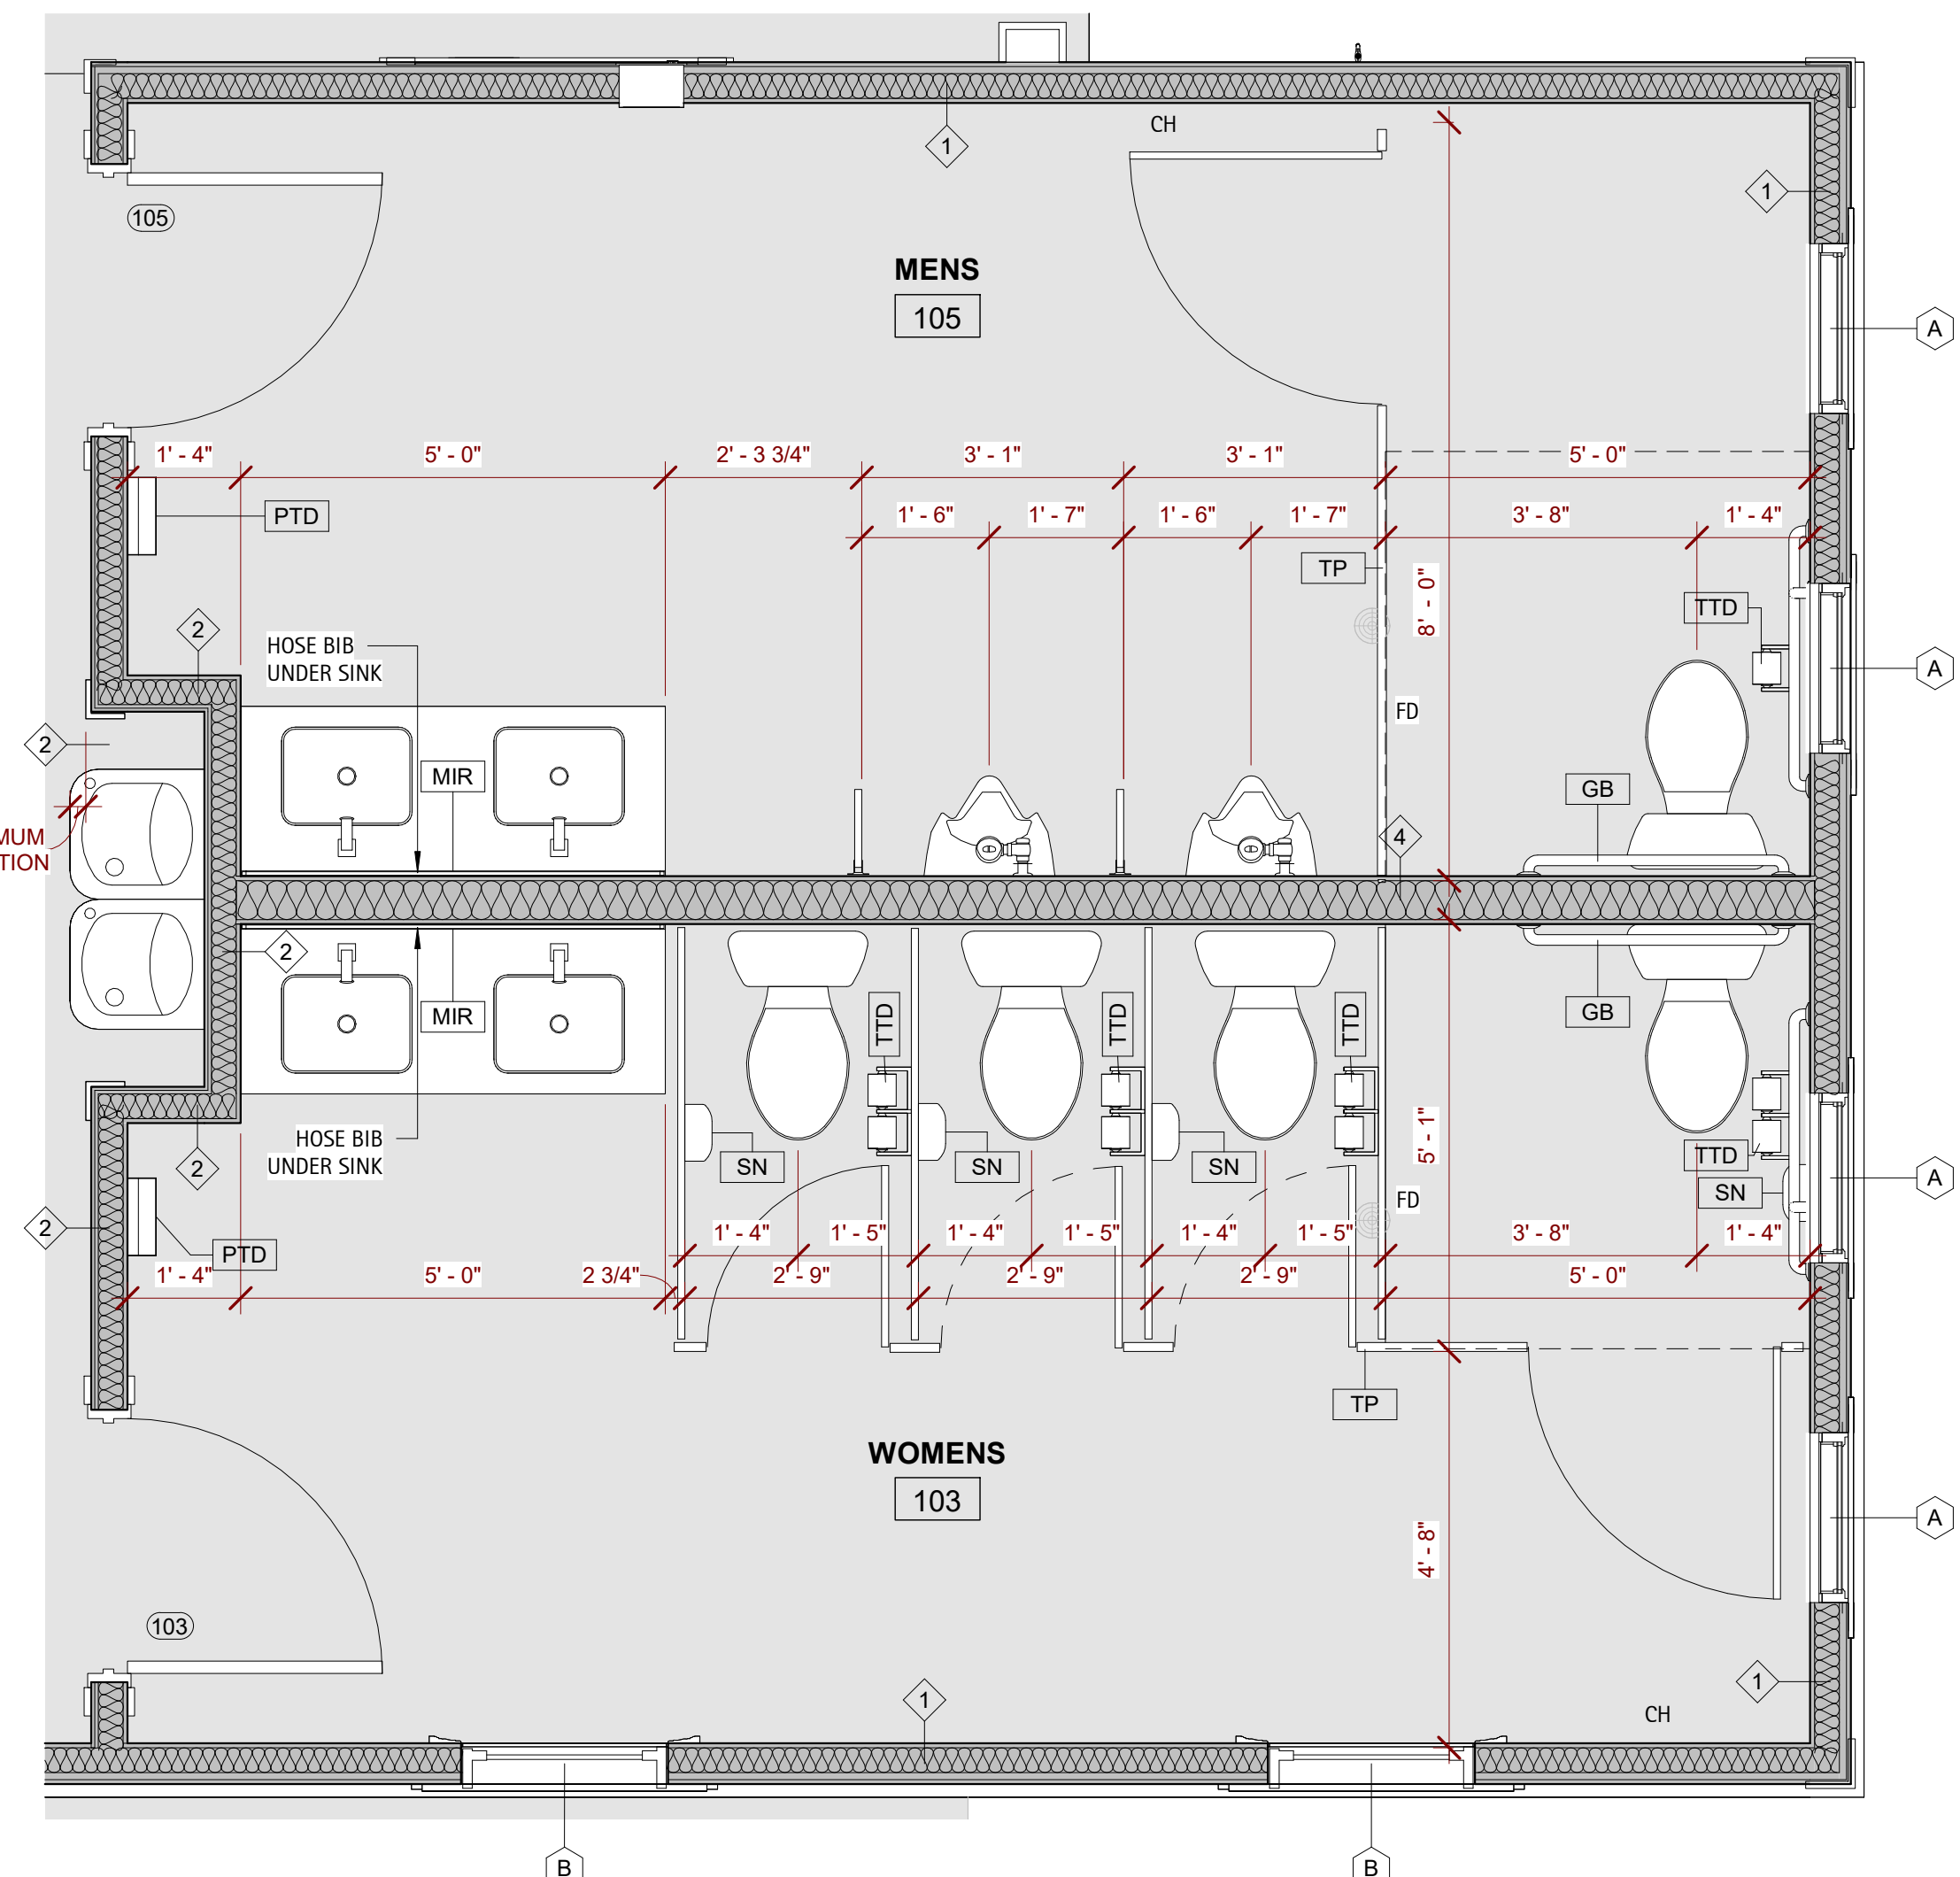 CH
1
1
105
MENS
105
A
1' - 4"
5' - 0"
2' - 3 3/4"
3' - 1"
3' - 1"
5' - 0"
1' - 6"
1' - 7"
1' - 6"
1' - 7"
3' - 8"
1' - 4"
PTD
TP
8' - 0"
TTD
2
HOSE BIB
UNDER SINK
A
FD
2
MIR
GB
4
MUM
TION
2
MIR
GB
TTD
TTD
TTD
HOSE BIB
UNDER SINK
5' - 1"
2
SN
SN
SN
TTD
SN
A
FD
2
PTD
1' - 4"
1' - 5"
1' - 4"
1' - 5"
1' - 4"
1' - 5"
3' - 8"
1' - 4"
1' - 4"
5' - 0"
2 3/4"
2' - 9"
2' - 9"
2' - 9"
5' - 0"
TP
WOMENS
103
A
4' - 8"
103
1
1
CH
B
B